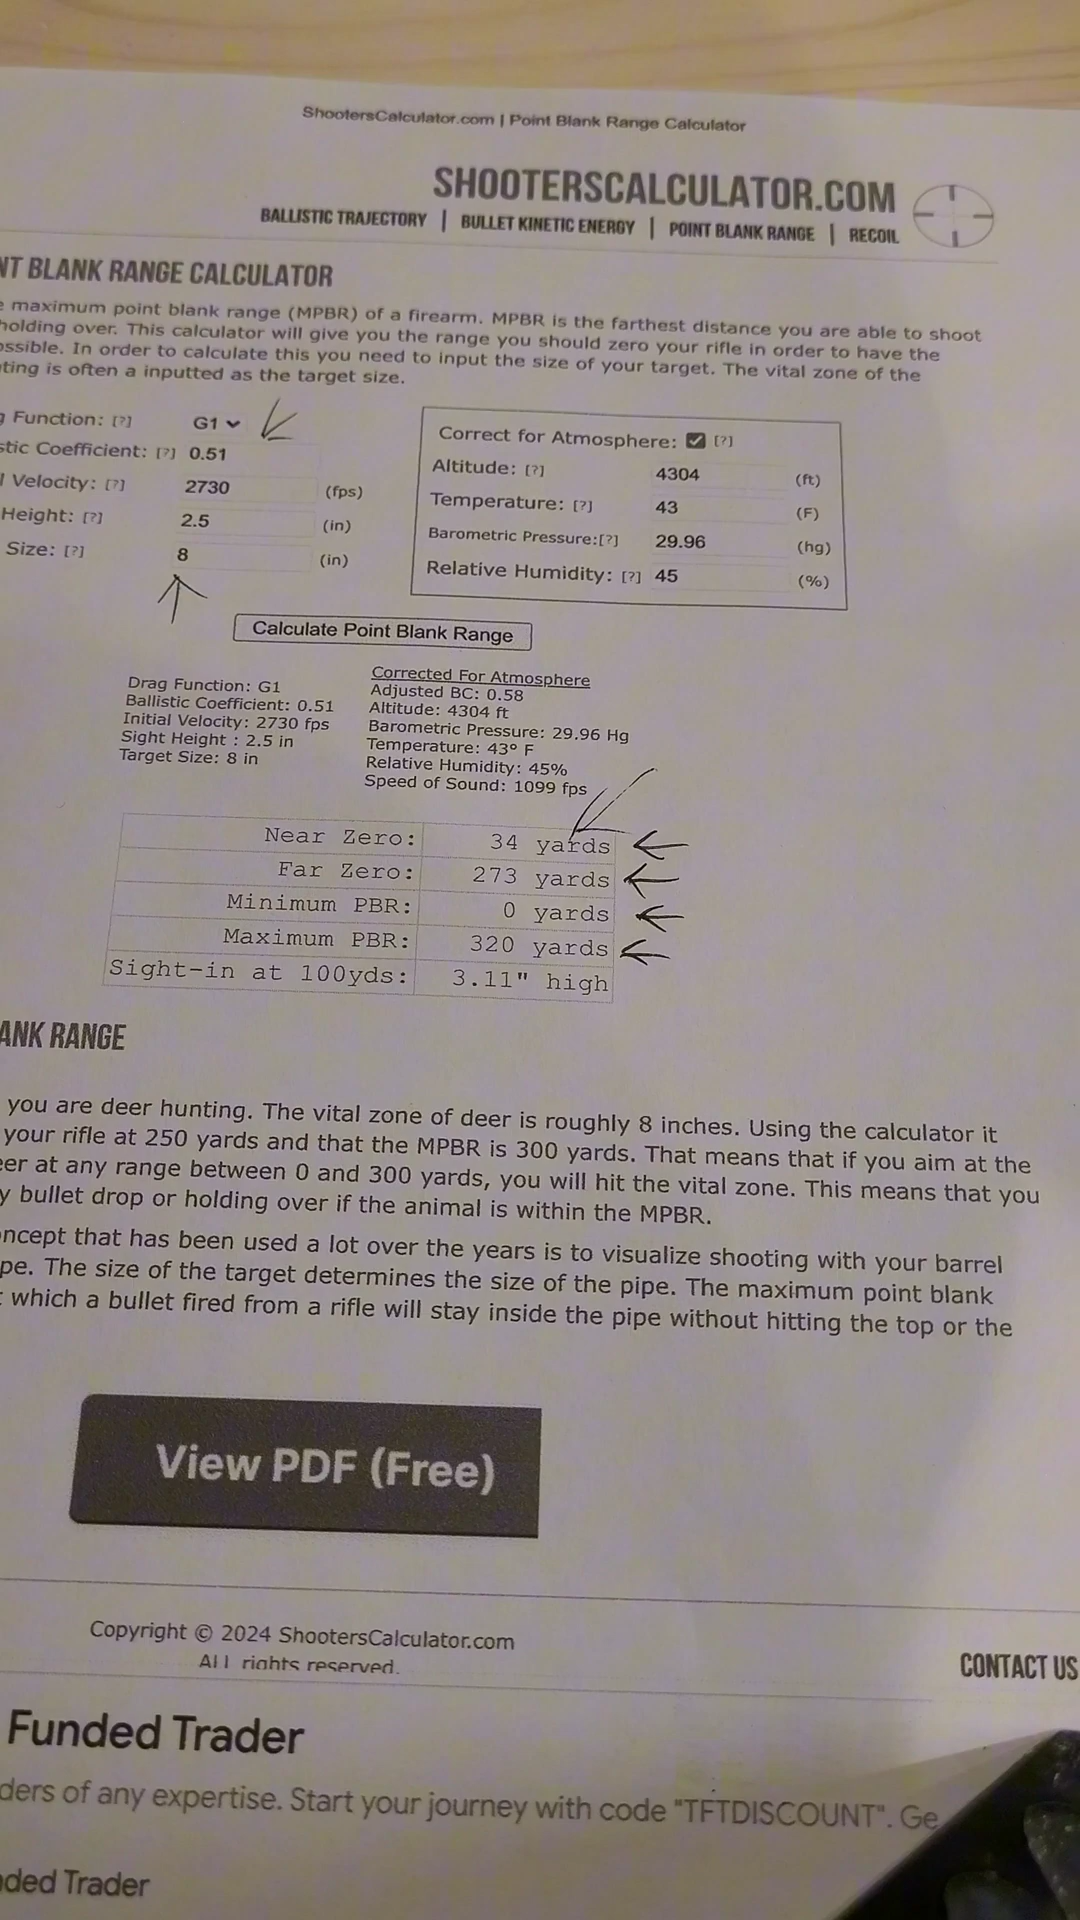 ShootersCalculator.com | Point Blank Range Calculator
SHOOTERSCALCULATOR.COM
BALLISTIC TRAJECTORY | BULLET KINETIC ENERGY | POINT BLANK RANGE | RECOIL
NT BLANK RANGE CALCULATOR
e maximum point blank range (MPBR) of a firearm. MPBR is the farthest distance you are able to shoot
holding over. This calculator will give you the range you should zero your rifle in order to have the
ossible. In order to calculate this you need to input the size of your target. The vital zone of the
ting is often a inputted as the target size.
g Function: [?] G1
stic Coefficient: [?] 0.51
l Velocity: [?] 2730 (fps)
Height: [?] 2.5 (in)
Size: [?] 8 (in)
Correct for Atmosphere: [?]
Altitude: [?] 4304 (ft)
Temperature: [?] 43 (F)
Barometric Pressure:[?] 29.96 (hg)
Relative Humidity: [?] 45 (%)
Calculate Point Blank Range
Drag Function: G1
Ballistic Coefficient: 0.51
Initial Velocity: 2730 fps
Sight Height : 2.5 in
Target Size: 8 in
Corrected For Atmosphere
Adjusted BC: 0.58
Altitude: 4304 ft
Barometric Pressure: 29.96 Hg
Temperature: 43° F
Relative Humidity: 45%
Speed of Sound: 1099 fps
Near Zero: 34 yards
Far Zero: 273 yards
Minimum PBR: 0 yards
Maximum PBR: 320 yards
Sight-in at 100yds: 3.11" high
ANK RANGE
you are deer hunting. The vital zone of deer is roughly 8 inches. Using the calculator it
your rifle at 250 yards and that the MPBR is 300 yards. That means that if you aim at the
eer at any range between 0 and 300 yards, you will hit the vital zone. This means that you
y bullet drop or holding over if the animal is within the MPBR.
oncept that has been used a lot over the years is to visualize shooting with your barrel
pe. The size of the target determines the size of the pipe. The maximum point blank
t which a bullet fired from a rifle will stay inside the pipe without hitting the top or the
View PDF (Free)
Copyright © 2024 ShootersCalculator.com
All rights reserved.
CONTACT US
Funded Trader
ders of any expertise. Start your journey with code "TFTDISCOUNT". Ge
ded Trader